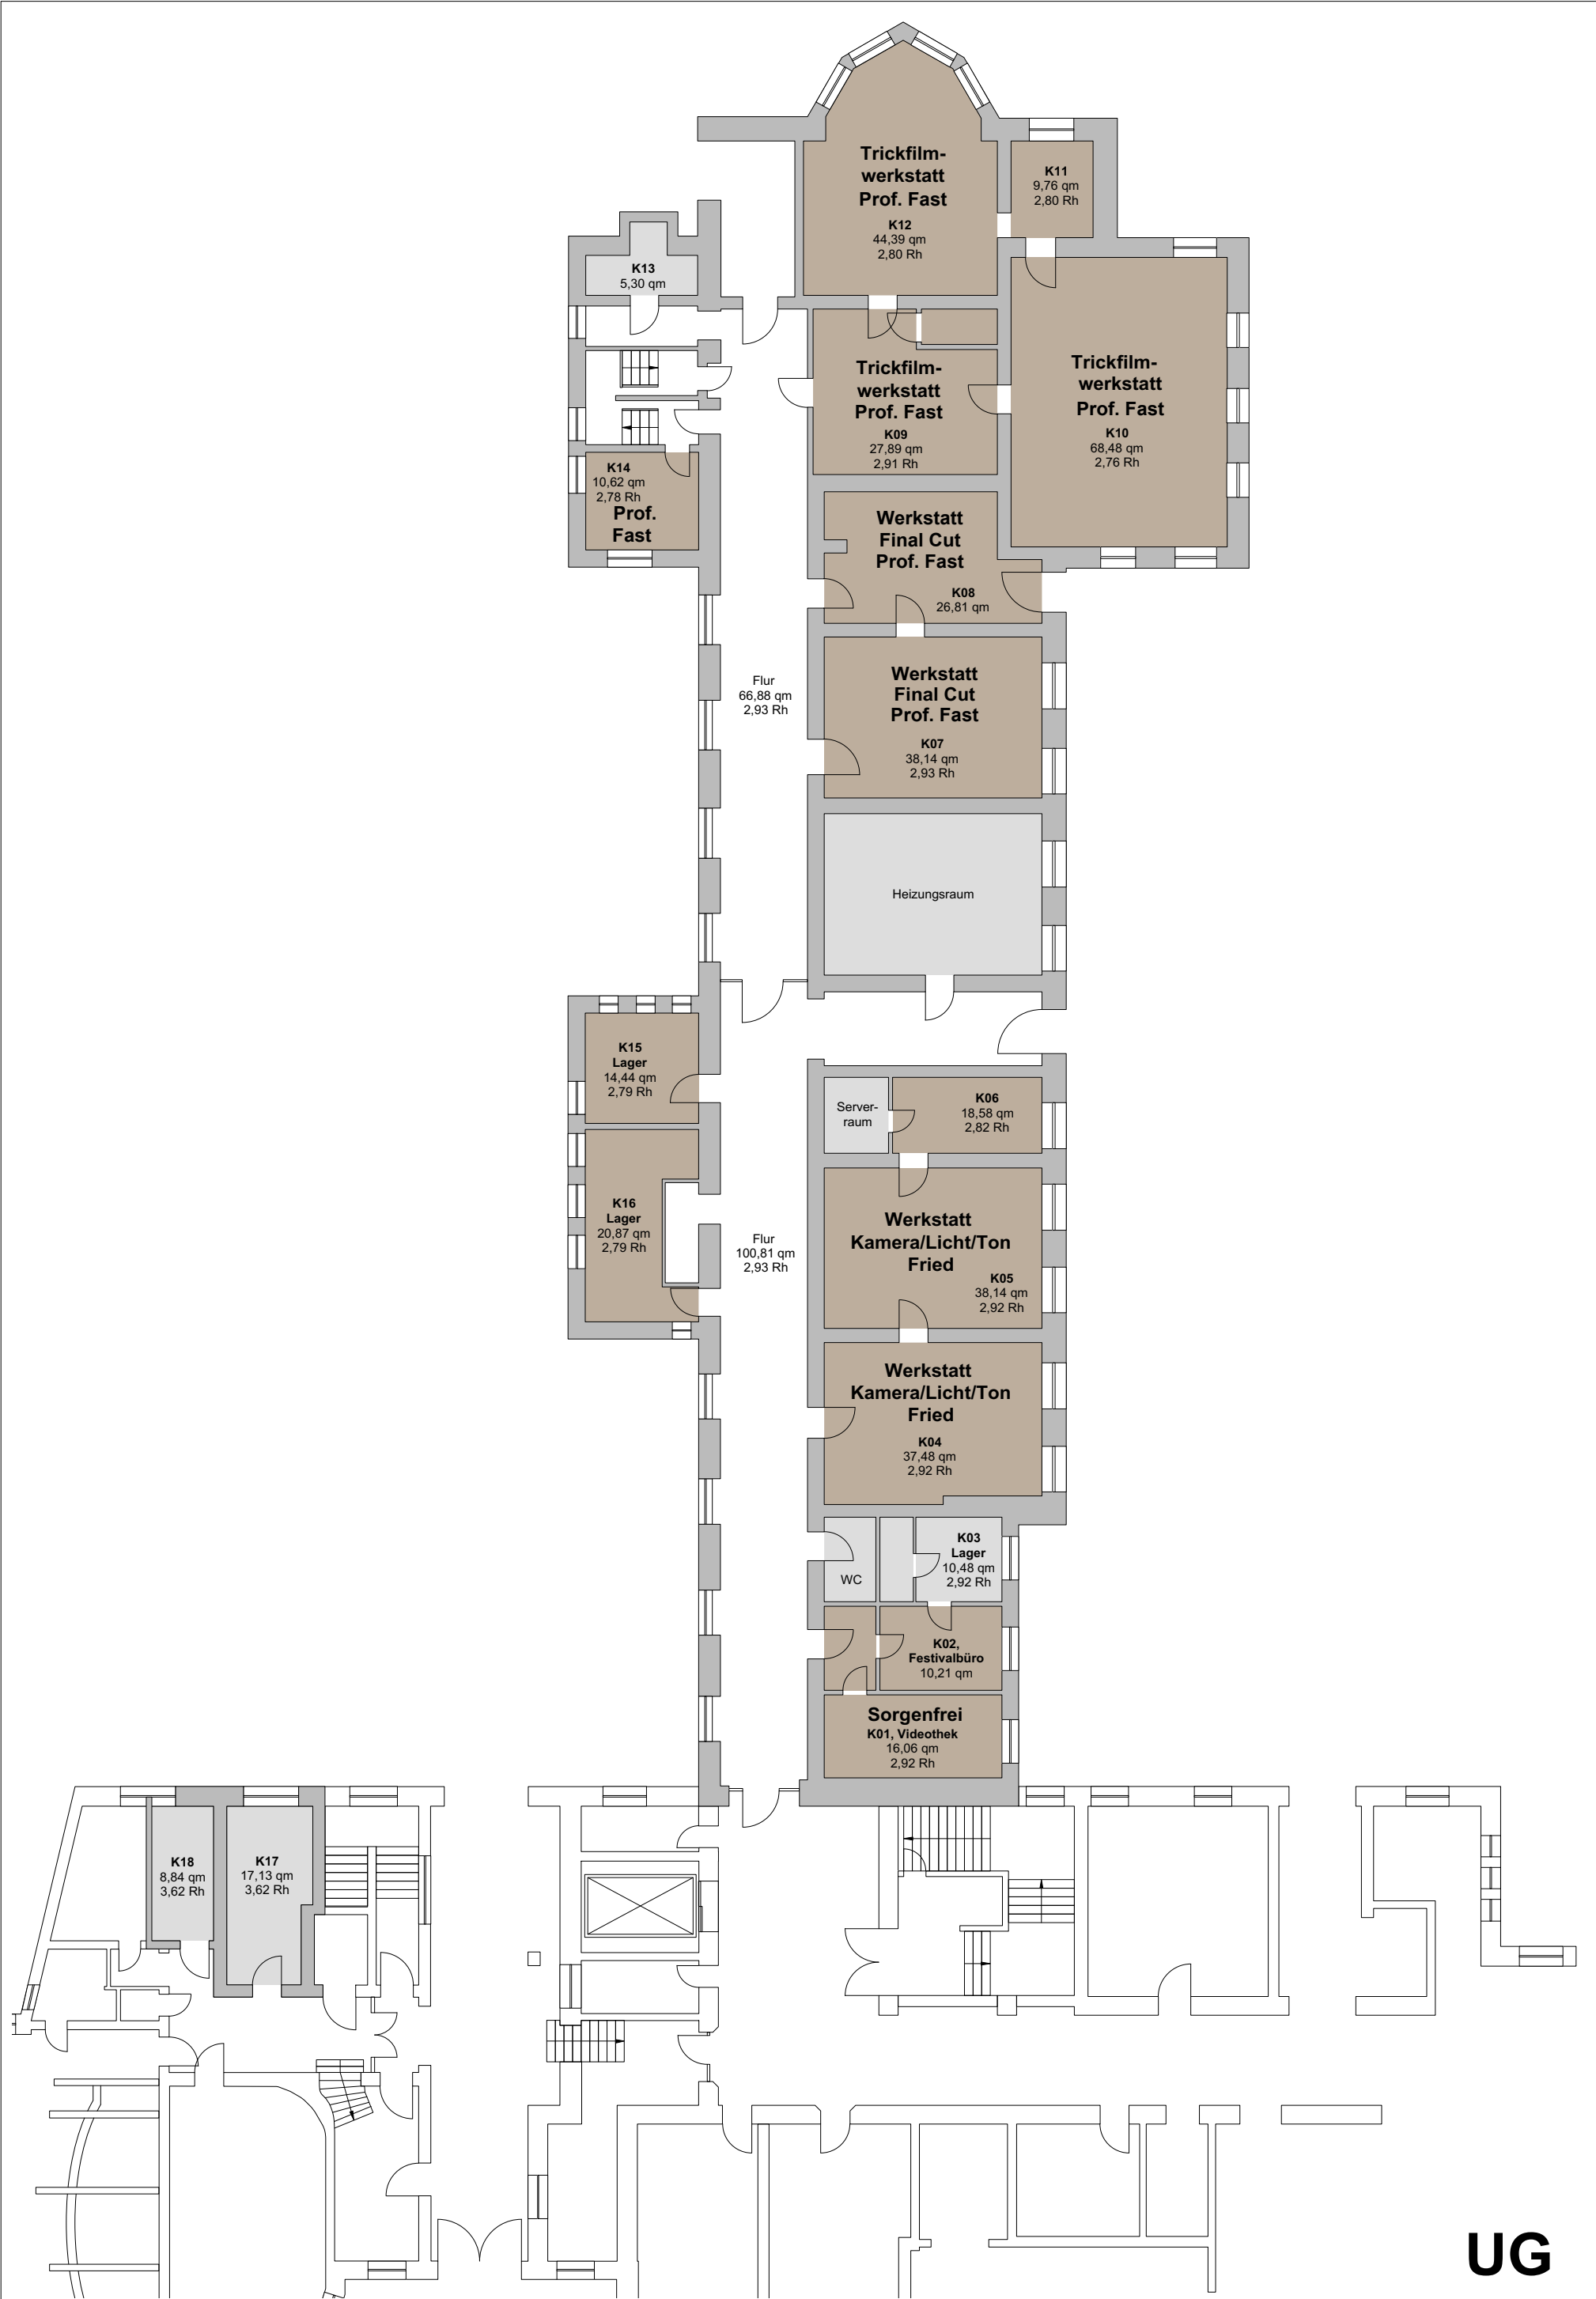 Trickfilm-
werkstatt
Prof. Fast
K12
44,39 qm
2,80 Rh
K11
9,76 qm
2,80 Rh
K13
5,30 qm
Trickfilm-
werkstatt
Prof. Fast
K09
27,89 qm
2,91 Rh
Trickfilm-
werkstatt
Prof. Fast
K10
68,48 qm
2,76 Rh
K14
10,62 qm
2,78 Rh
Prof.
Fast
Werkstatt
Final Cut
Prof. Fast
K08
26,81 qm
Flur
66,88 qm
2,93 Rh
Werkstatt
Final Cut
Prof. Fast
K07
38,14 qm
2,93 Rh
Heizungsraum
K15
Lager
14,44 qm
2,79 Rh
Server-
raum
K06
18,58 qm
2,82 Rh
K16
Lager
20,87 qm
2,79 Rh
Flur
100,81 qm
2,93 Rh
Werkstatt
Kamera/Licht/Ton
Fried
K05
38,14 qm
2,92 Rh
Werkstatt
Kamera/Licht/Ton
Fried
K04
37,48 qm
2,92 Rh
WC
K03
Lager
10,48 qm
2,92 Rh
K02,
Festivalbüro
10,21 qm
Sorgenfrei
K01, Videothek
16,06 qm
2,92 Rh
K18
8,84 qm
3,62 Rh
K17
17,13 qm
3,62 Rh
UG